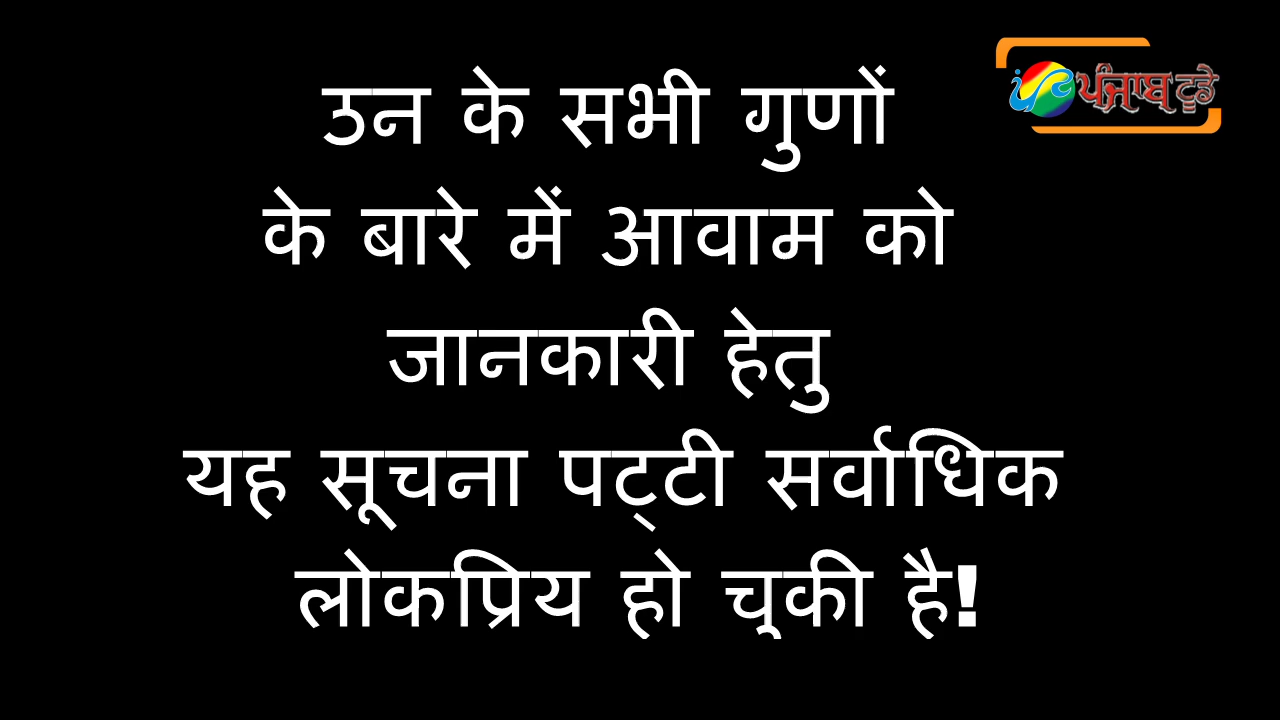 ਪੰਜਾਬ ਟੂਡੇ
उन के सभी गुणों
के बारे में आवाम को
जानकारी हेतु
यह सूचना पट्टी सर्वाधिक
लोकप्रिय हो चुकी है!